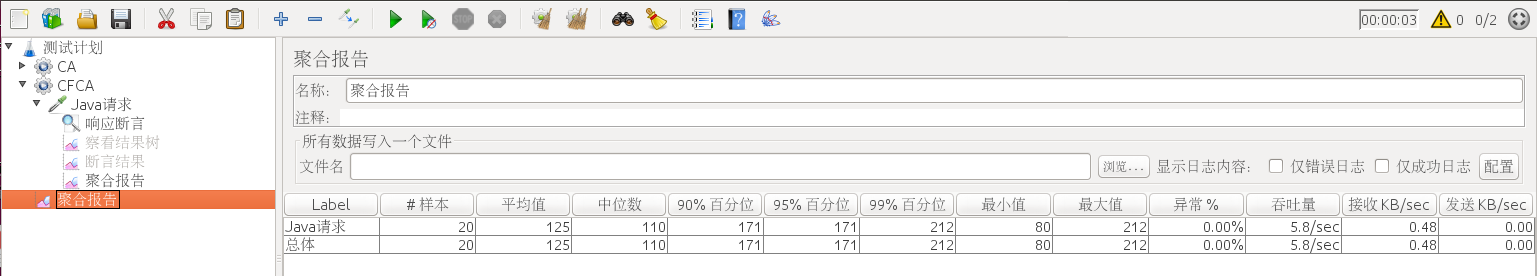 STOP
00:00:03 0 0/2
测试计划
CA
CFCA
Java请求
响应断言
察看结果树
断言结果
聚合报告
聚合报告
聚合报告
名称: 聚合报告
注释:
所有数据写入一个文件
文件名 浏览... 显示日志内容: 仅错误日志 仅成功日志 配置
Label # 样本 平均值 中位数 90% 百分位 95% 百分位 99% 百分位 最小值 最大值 异常 % 吞吐量 接收 KB/sec 发送 KB/sec
Java请求 20 125 110 171 171 212 80 212 0.00% 5.8/sec 0.48 0.00
总体 20 125 110 171 171 212 80 212 0.00% 5.8/sec 0.48 0.00